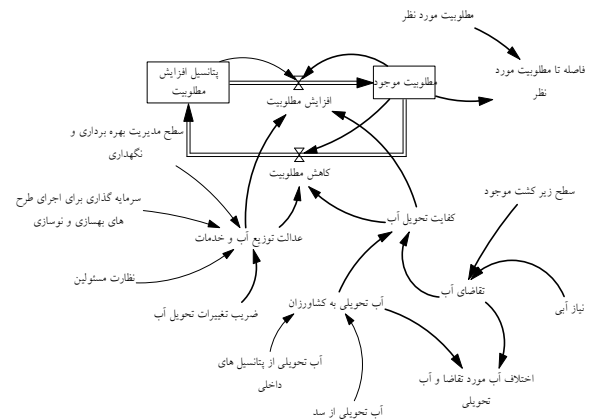 مطلوبیت مورد نظر
فاصله تا مطلوبیت مورد
نظر
پتانسیل افزایش
مطلوبیت
مطلوبیت موجود
افزایش مطلوبیت
سطح مدیریت بهره برداری و
نگهداری
کاهش مطلوبیت
سرمایه گذاری برای اجرای طرح
های بهسازی و نوسازی
سطح زیر کشت موجود
کفایت تحویل آب
عدالت توزیع آب و خدمات
نظارت مسئولین
تقاضای آب
نیاز آبی
آب تحویلی به کشاورزان
ضریب تغییرات تحویل آب
آب تحویلی از پتانسیل های
داخلی
اختلاف آب مورد تقاضا و آب
تحویلی
آب تحویلی از سد